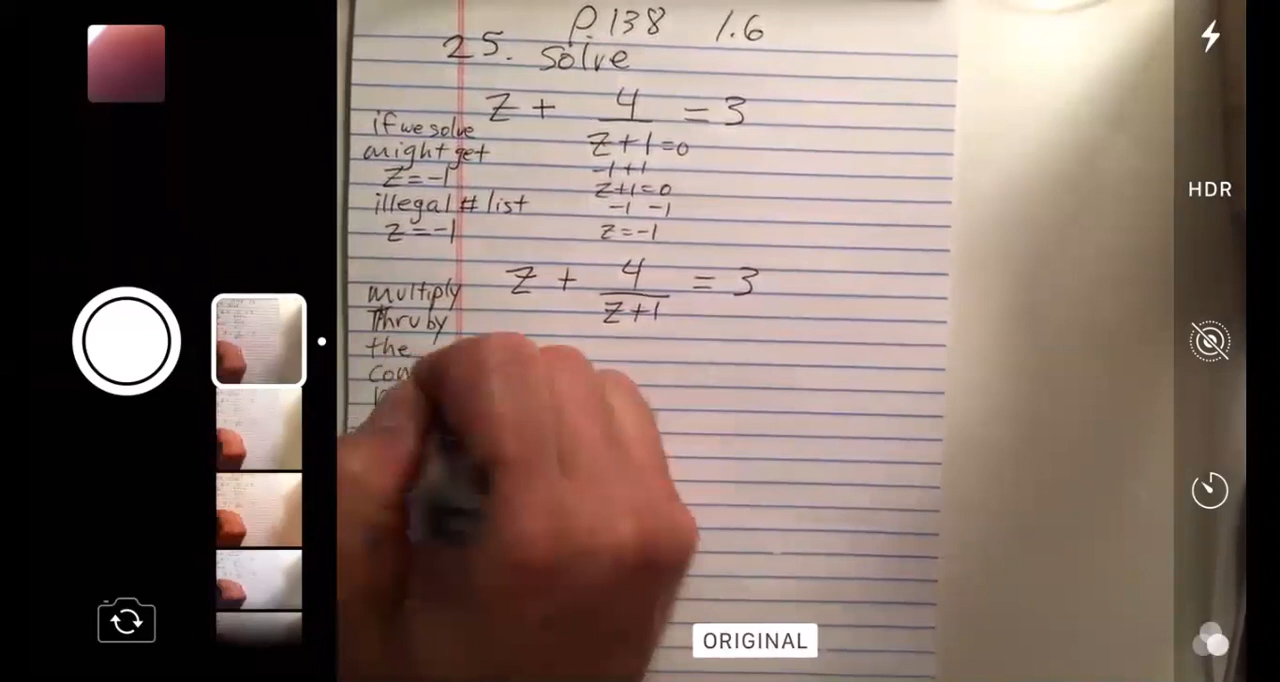 p.138 1.6
25. Solve
z + 4/z+1 = 3
=0
if we solve
might get
z=-1
illegal # list
z=-1
-1 +1
z+1=0
-1 -1
z=-1
z + 4/z+1 = 3
multiply
Thru by
the
HDR
ORIGINAL